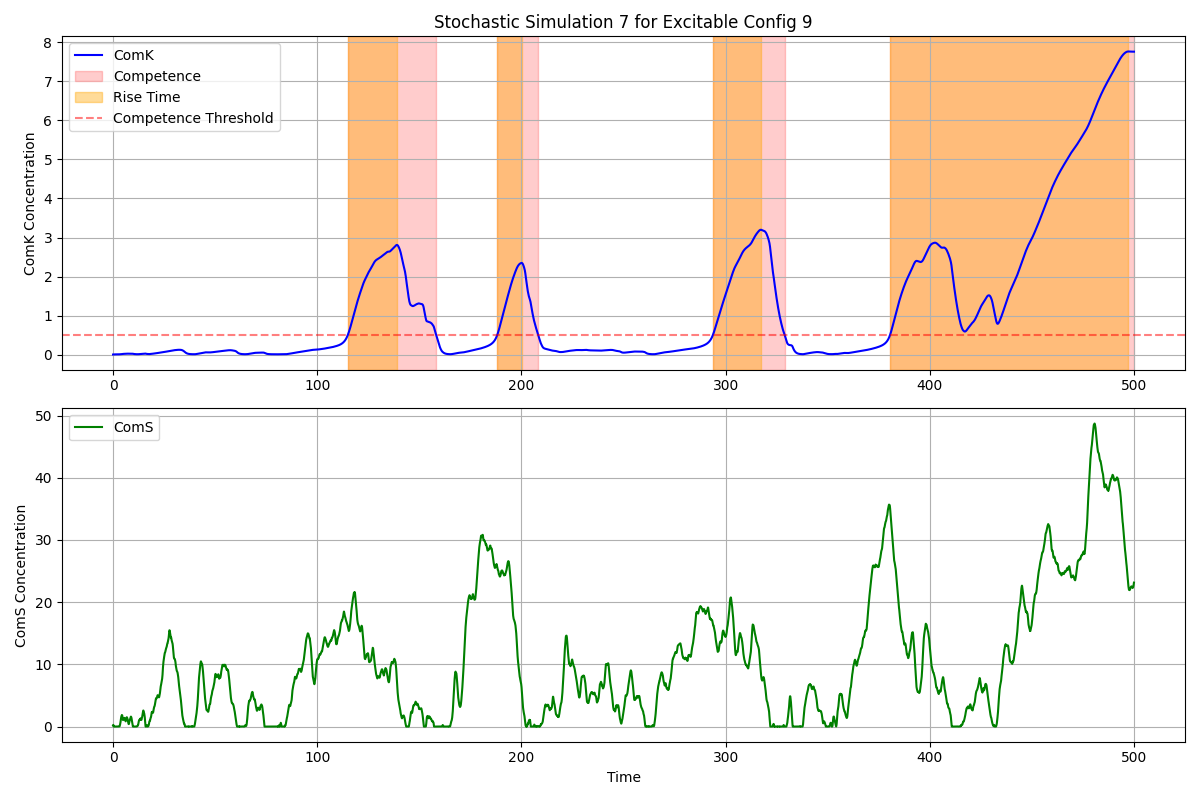 Stochastic Simulation 7 for Excitable Config 9
ComK Concentration
8
7
6
5
4
3
2
1
0
ComK
Competence
Rise Time
Competence Threshold
0 100 200 300 400 500
ComS Concentration
50
40
30
20
10
0
ComS
0 100 200 300 400 500
Time